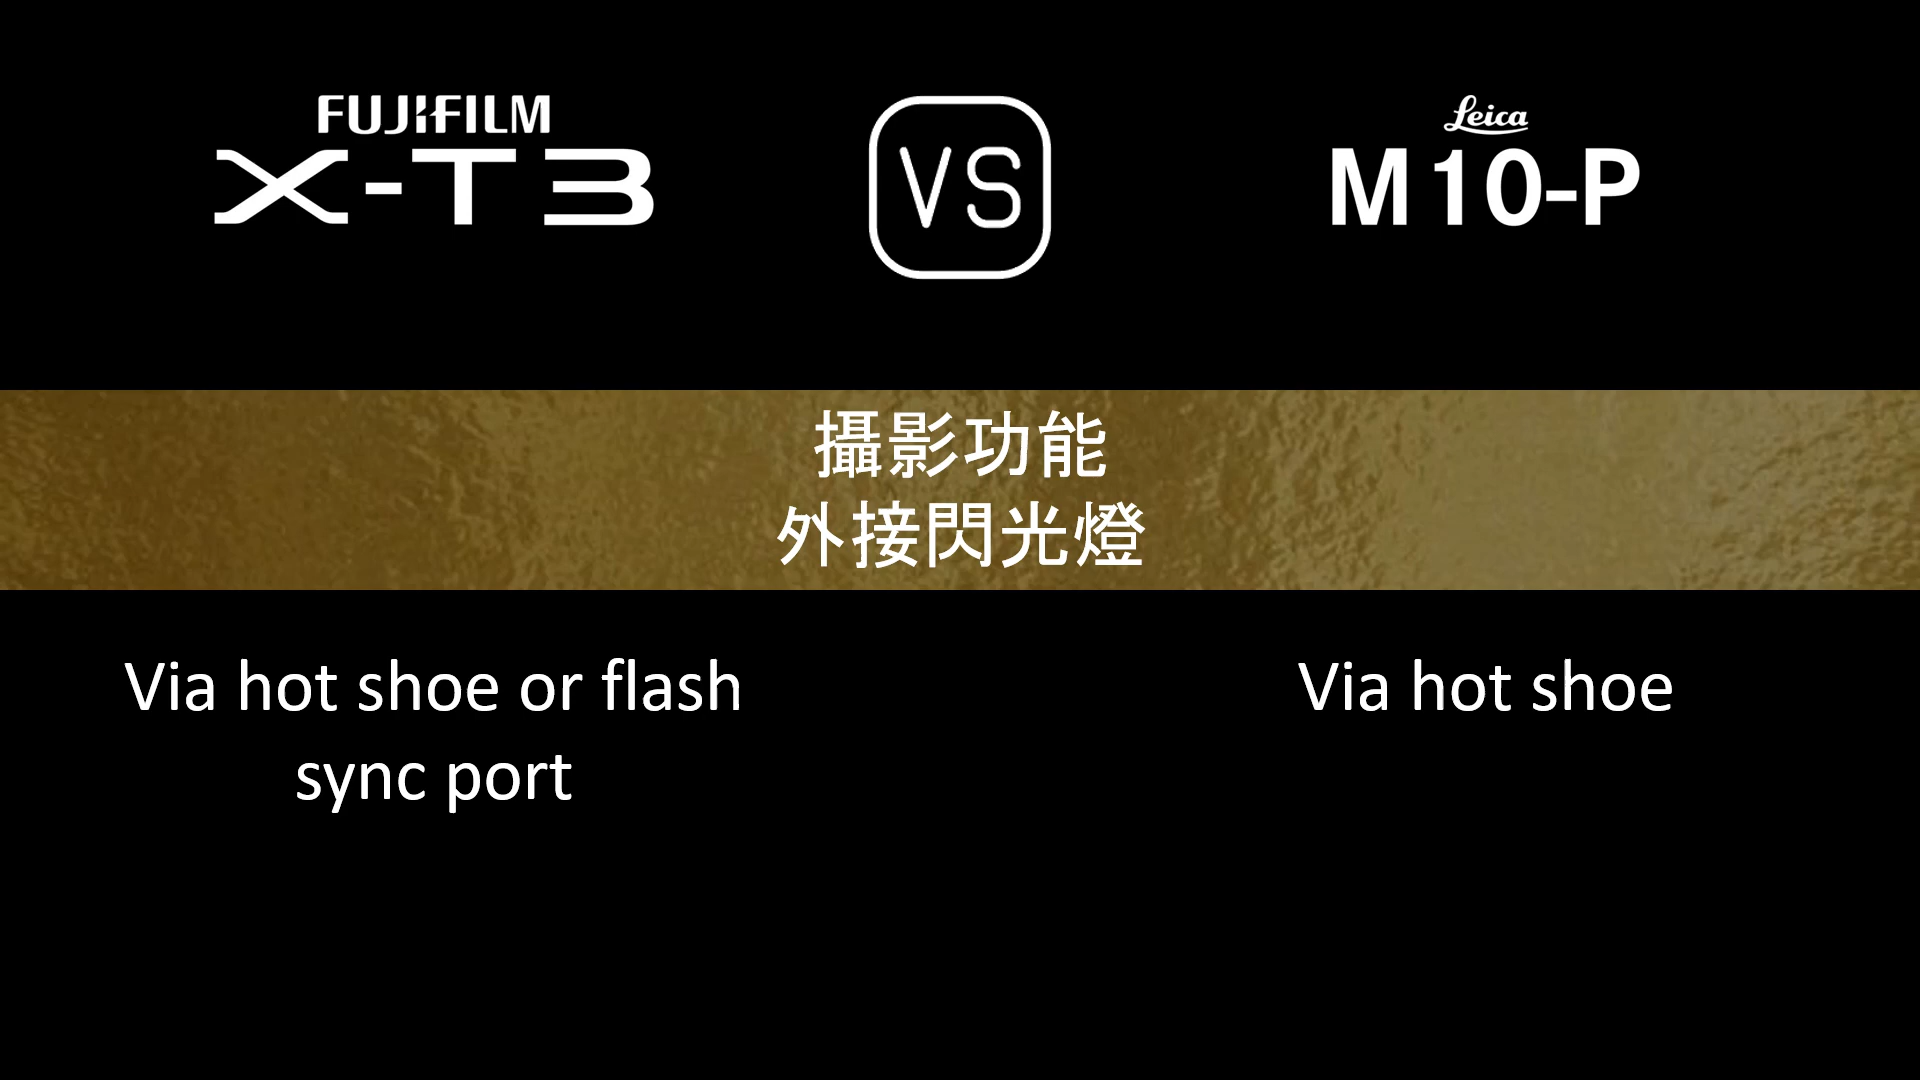 FUJIFILM
X-T3
VS
Leica
M10-P
攝影功能
外接閃光燈
Via hot shoe or flash
sync port
Via hot shoe